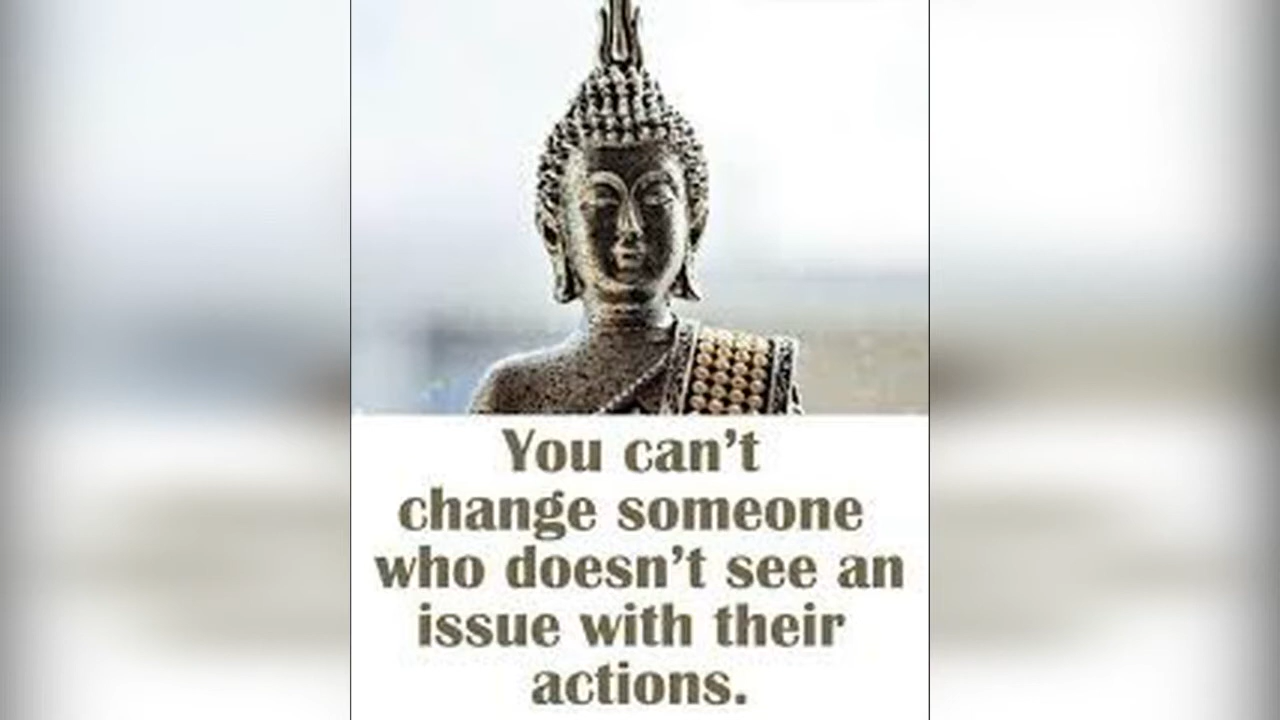 You can’t
change someone
who doesn’t see an
issue with their
actions.